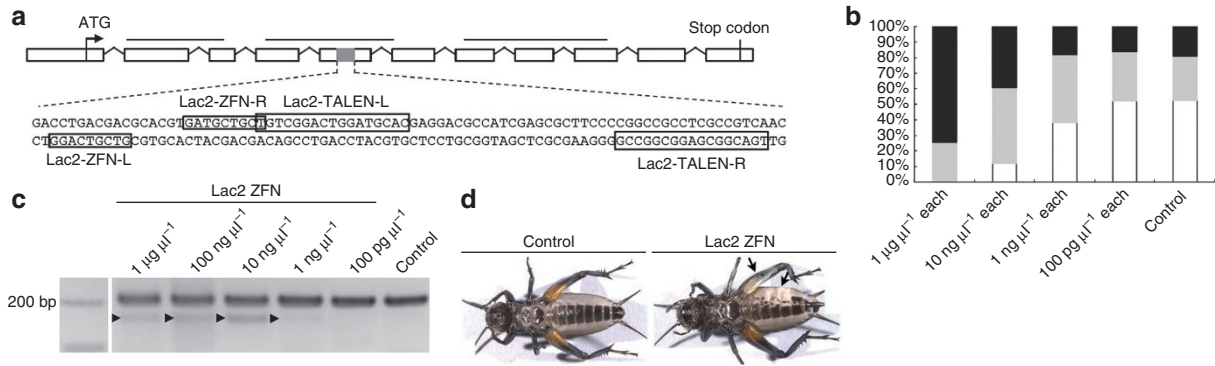 a
ATG
Stop codon
Lac2-ZFN-R Lac2-TALEN-L
GACCTGACGACGCACGTGATGCTGCTGTCGGACTGGATGCACGAGGACGCCATCGAGCGCTTCCCCGGCCGCCTCGCCGTCAAC
CTGGACTGCTGCGTGCACTACGACGACAGCCTGACCTACGTGCTCCTGCGGTAGCTCGCGAAGGGGCCGGCGGAGCGGCAGTTG
Lac2-ZFN-L
Lac2-TALEN-R
b
100%
90%
80%
70%
60%
50%
40%
30%
20%
10%
0%
1 µg µl⁻¹ each
10 ng µl⁻¹ each
1 ng µl⁻¹ each
100 pg µl⁻¹ each
Control
c
Lac2 ZFN
1 µg µl⁻¹
100 ng µl⁻¹
10 ng µl⁻¹
1 ng µl⁻¹
100 pg µl⁻¹
Control
200 bp
d
Control
Lac2 ZFN